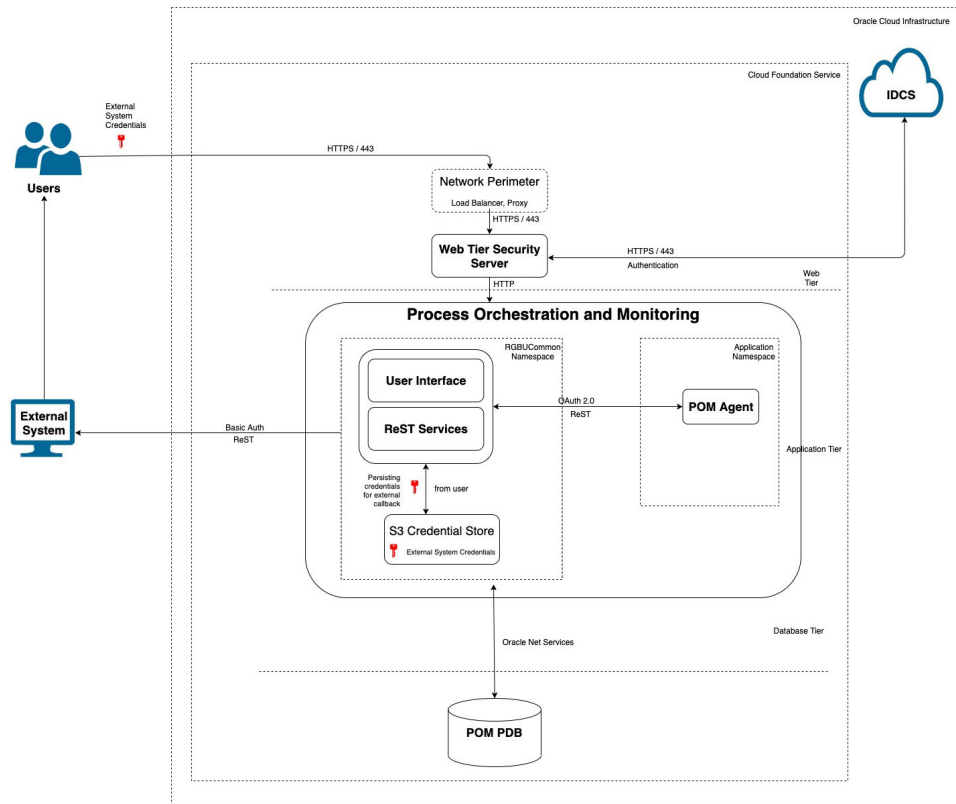 Oracle Cloud Infrastructure
Cloud Foundation Service
IDCS
External
System
Credentials
Users
HTTPS / 443
Network Perimeter
Load Balancer, Proxy
HTTPS / 443
Web Tier Security
Server
HTTPS / 443
Authentication
Web
Tier
HTTP
Process Orchestration and Monitoring
RGBUCommon
Namespace
Application
Namespace
User Interface
ReST Services
OAuth 2.0
ReST
POM Agent
External
System
Basic Auth
ReST
Application Tier
Persisting
credentials
for external
callback
from user
S3 Credential Store
External System Credentials
Database Tier
Oracle Net Services
POM PDB